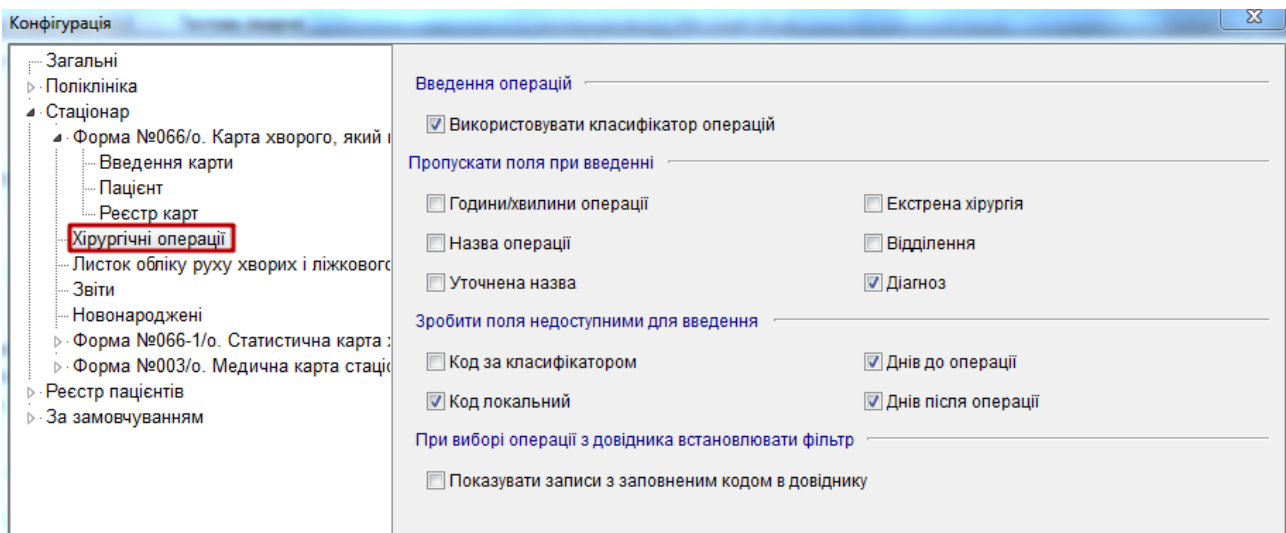 Конфігурація
Загальні
Поліклініка
Стаціонар
Форма №066/о. Карта хворого, який
Введення карти
Пацієнт
Реєстр карт
Хірургічні операції
Листок обліку руху хворих і ліжкового
Звіти
Новонароджені
Форма №066-1/о. Статистична карта
Форма №003/о. Медична карта
Реєстр пацієнтів
За замовчуванням
Введення операцій
Використовувати класифікатор операцій
Пропускати поля при введенні
Години/хвилини операції
Екстрена хірургія
Назва операції
Відділення
Уточнена назва
Діагноз
Зробити поля недоступними для введення
Код за класифікатором
Днів до операції
Код локальний
Днів після операції
При виборі операції з довідника встановлювати фільтр
Показувати записи з заповненим кодом в довіднику